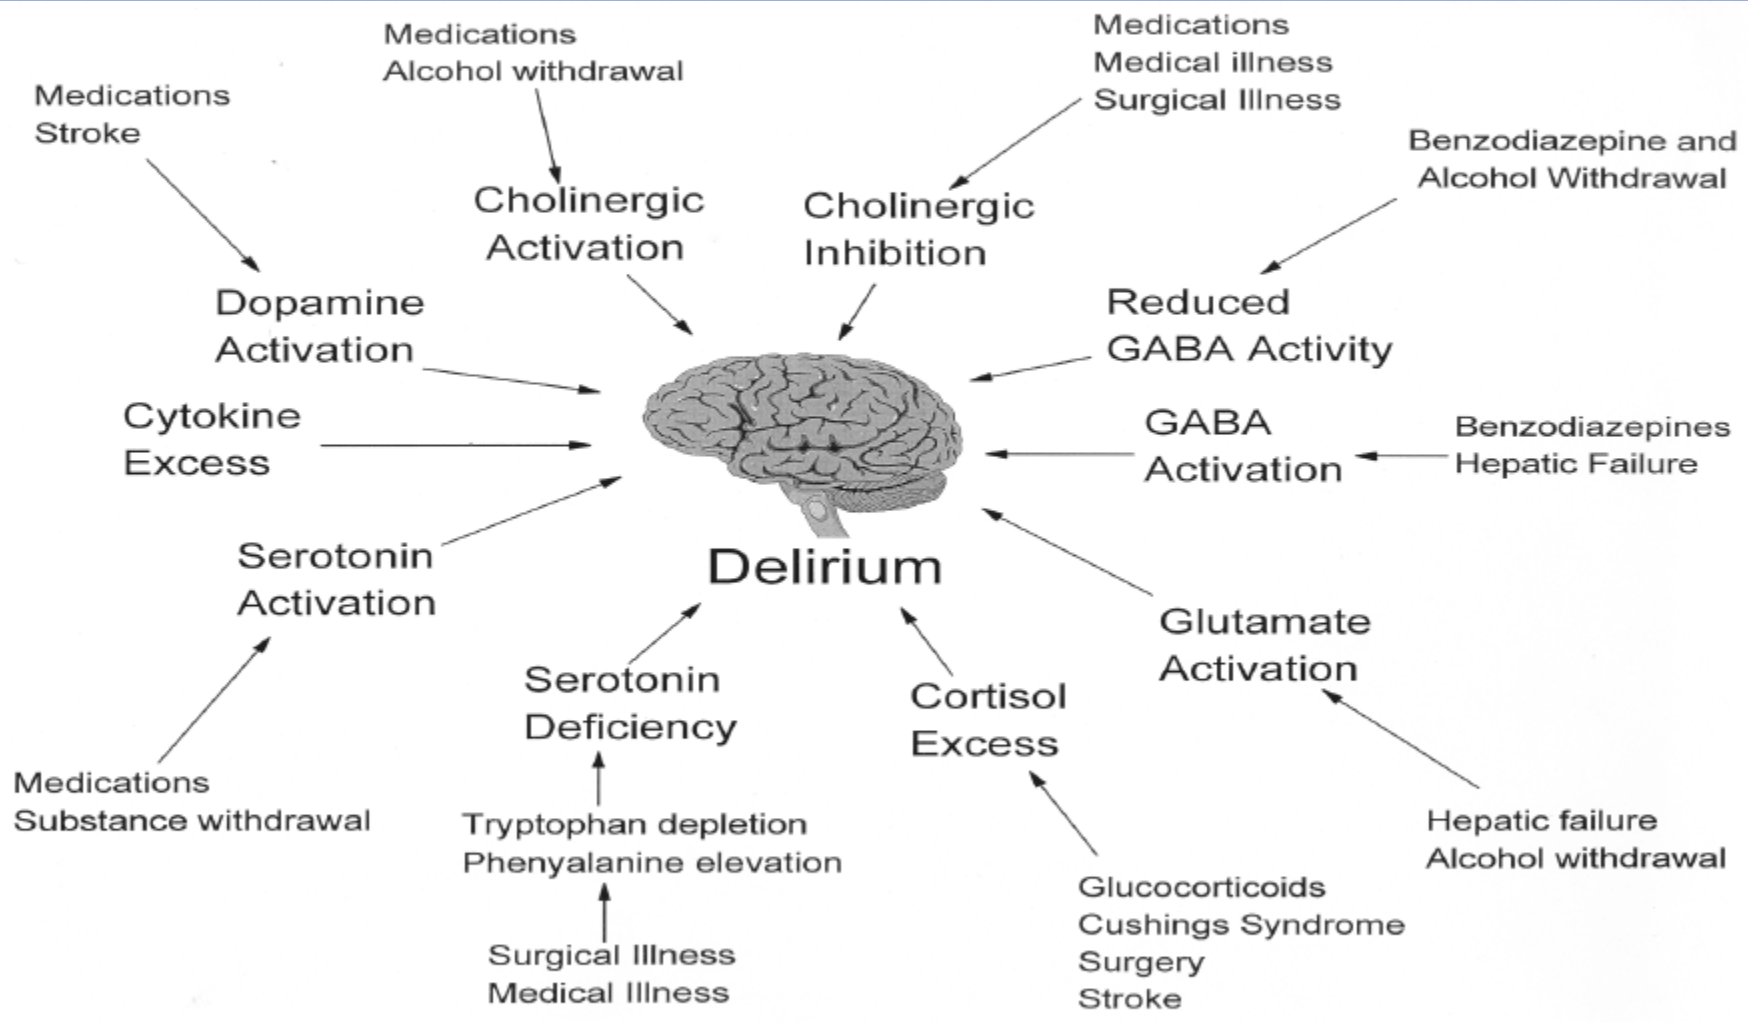 Medications
Alcohol withdrawal
Medications
Medical illness
Surgical Illness
Medications
Stroke
Benzodiazepine and
Alcohol Withdrawal
Cholinergic
Activation
Cholinergic
Inhibition
Dopamine
Activation
Reduced
GABA Activity
Cytokine
Excess
GABA
Activation
Benzodiazepines
Hepatic Failure
Serotonin
Activation
Delirium
Glutamate
Activation
Serotonin
Deficiency
Cortisol
Excess
Medications
Substance withdrawal
Tryptophan depletion
Phenyalanine elevation
Hepatic failure
Alcohol withdrawal
Surgical Illness
Medical Illness
Glucocorticoids
Cushings Syndrome
Surgery
Stroke